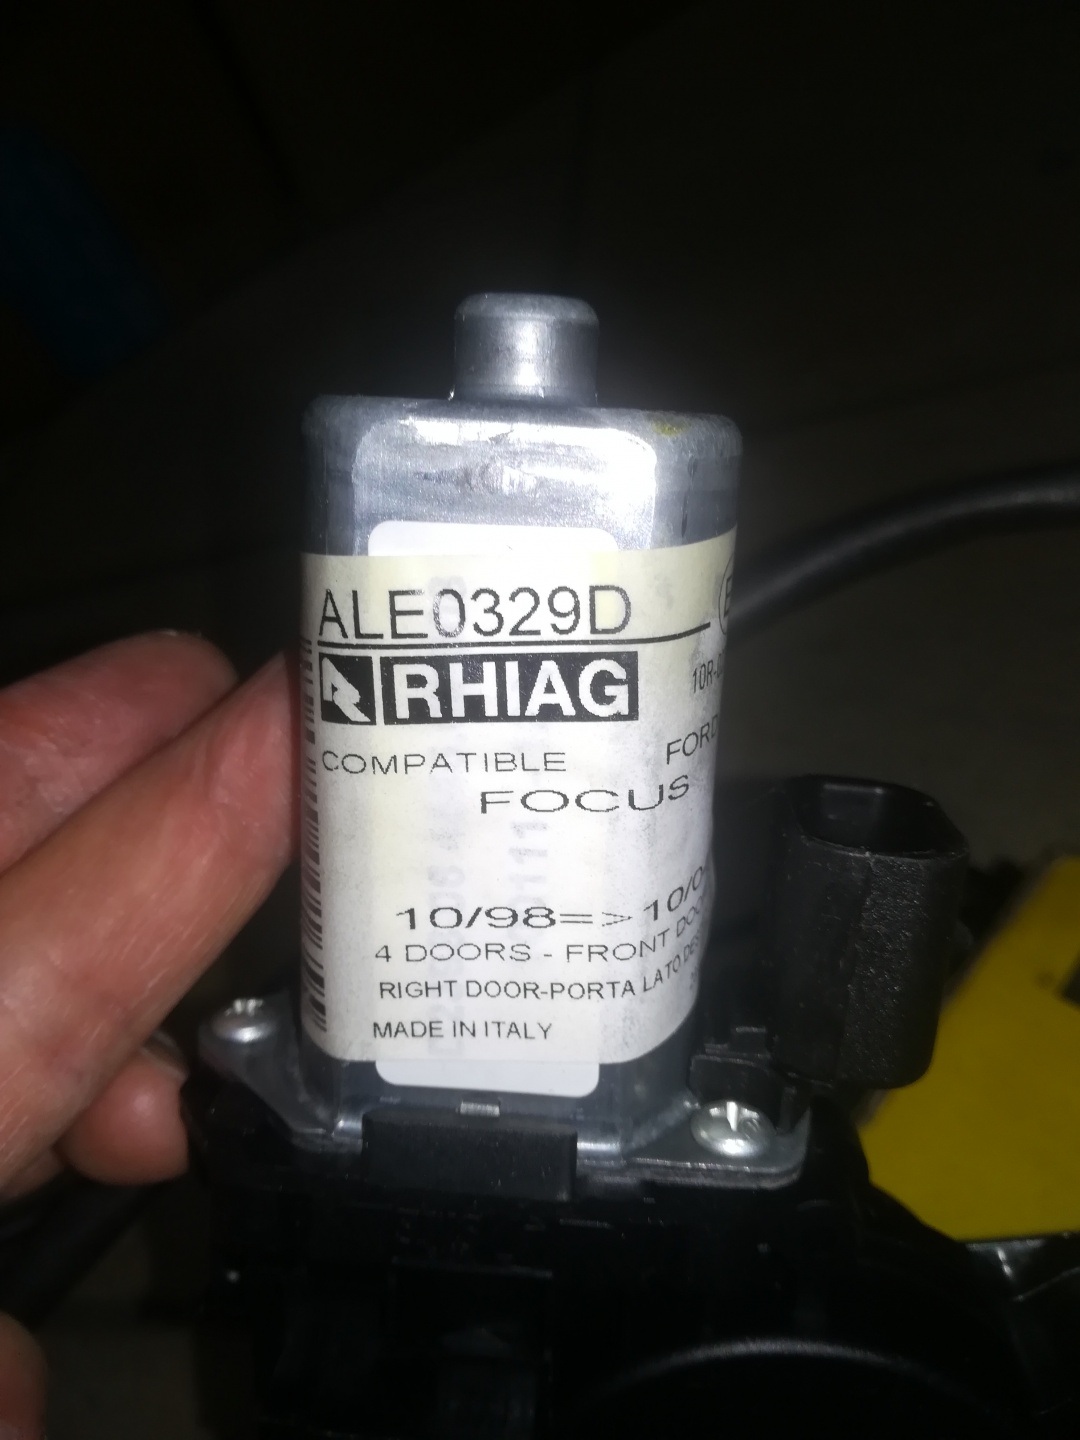 ALE0329D
RHIAG
COMPATIBLE
FORD
FOCUS
10/98=>
4 DOORS - FRONT
RIGHT DOOR-PORTA LATO
MADE IN ITALY